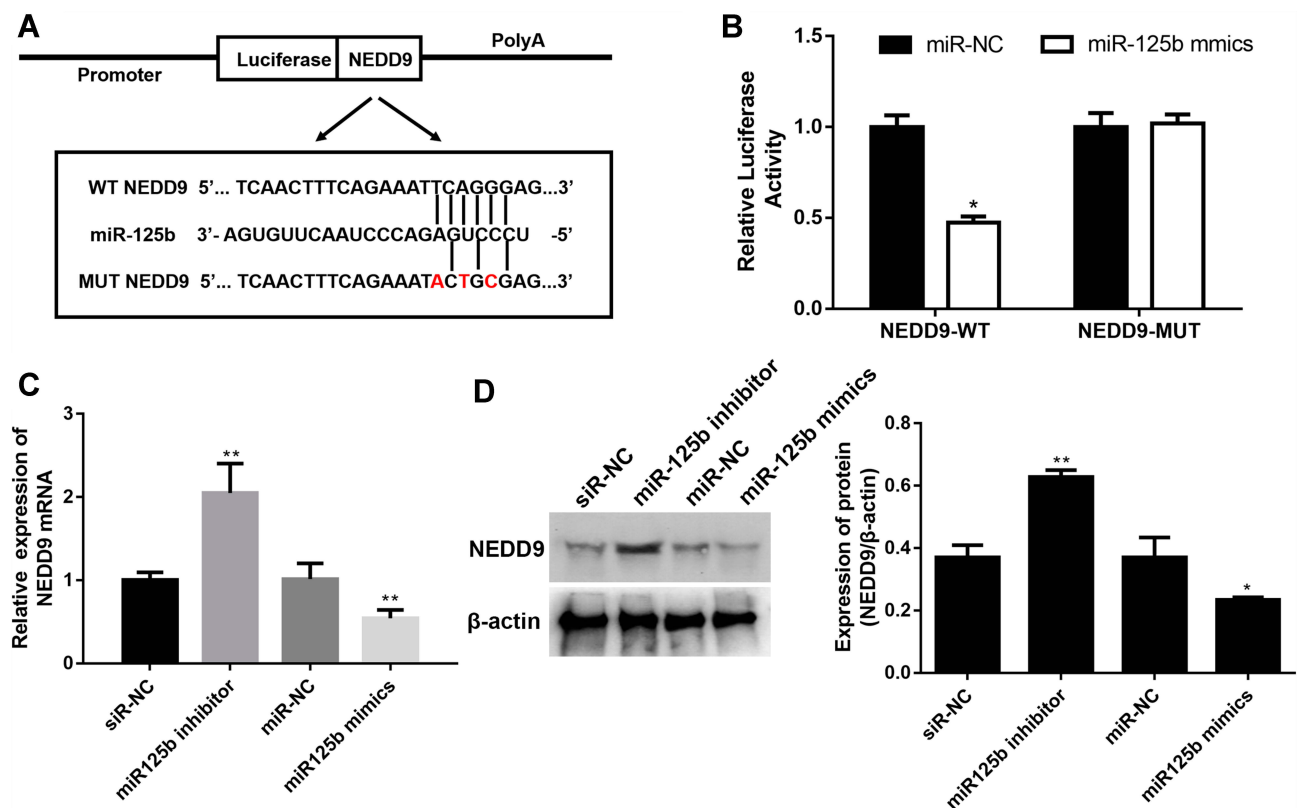 A
Promoter
Luciferase
NEDD9
PolyA
WT NEDD9 5’... TCAACTTTCAGAAATTCAGGGAG...3’
miR-125b 3’- AGUGUUCAAUCCCAGAGUCCCU -5’
MUT NEDD9 5’... TCAACTTTCAGAAATACTGCGAG...3’
B
miR-NC
miR-125b mmics
Relative Luciferase
Activity
1.5
1.0
0.5
0.0
*
NEDD9-WT
NEDD9-MUT
C
Relative expression of
NEDD9 mRNA
3
2
1
0
**
**
siR-NC
miR125b inhibitor
miR-NC
miR125b mimics
D
siR-NC
miR-125b inhibitor
miR-NC
miR-125b mimics
NEDD9
β-actin
Expression of protein
(NEDD9/β-actin)
0.8
0.6
0.4
0.2
0.0
**
*
siR-NC
miR125b inhibitor
miR-NC
miR125b mimics